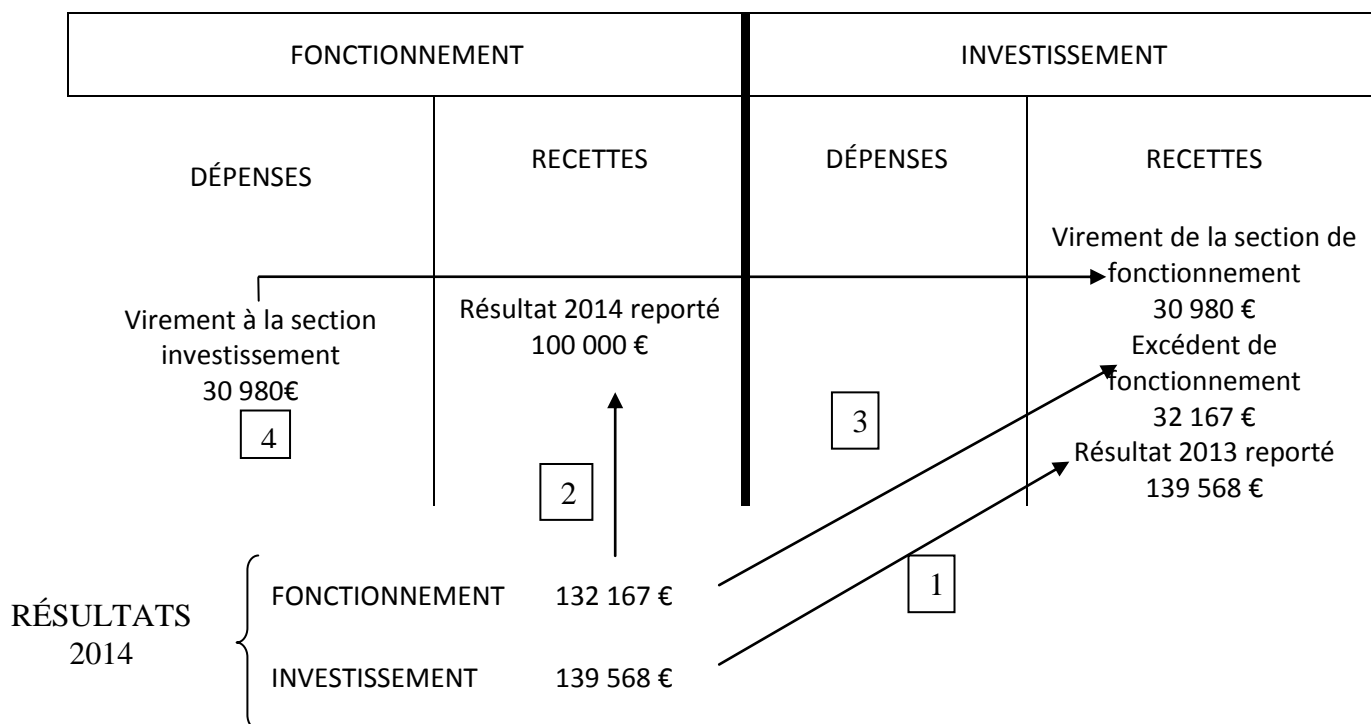 FONCTIONNEMENT
INVESTISSEMENT
DÉPENSES
RECETTES
DÉPENSES
RECETTES
Virement à la section
investissement
30 980€
4
Résultat 2014 reporté
100 000 €
2
3
Virement de la section de
fonctionnement
30 980 €
Excédent de
fonctionnement
32 167 €
Résultat 2013 reporté
139 568 €
1
RÉSULTATS
2014
FONCTIONNEMENT 132 167 €
INVESTISSEMENT 139 568 €